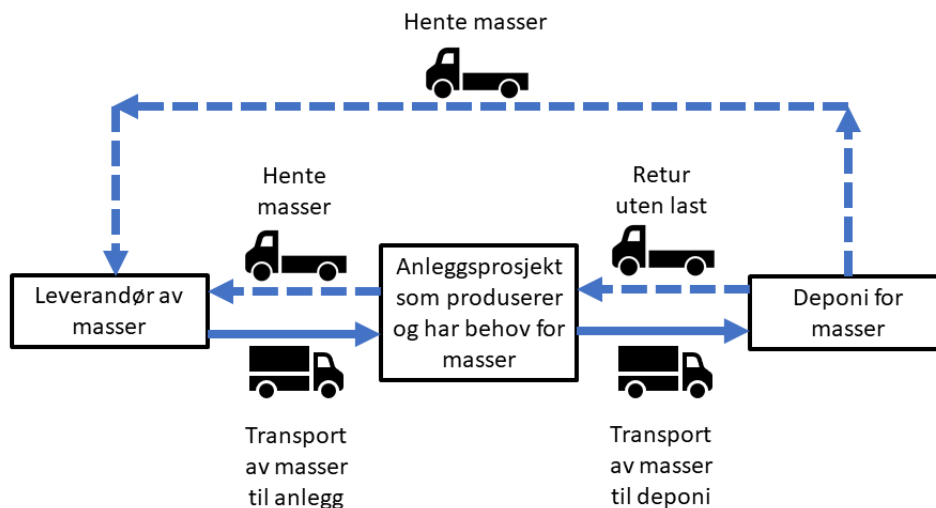 Hente masser
Hente
masser
Retur
uten last
Leverandør av
masser
Anleggsprosjekt
som produserer
og har behov for
masser
Deponi for
masser
Transport
av masser
til anlegg
Transport
av masser
til deponi